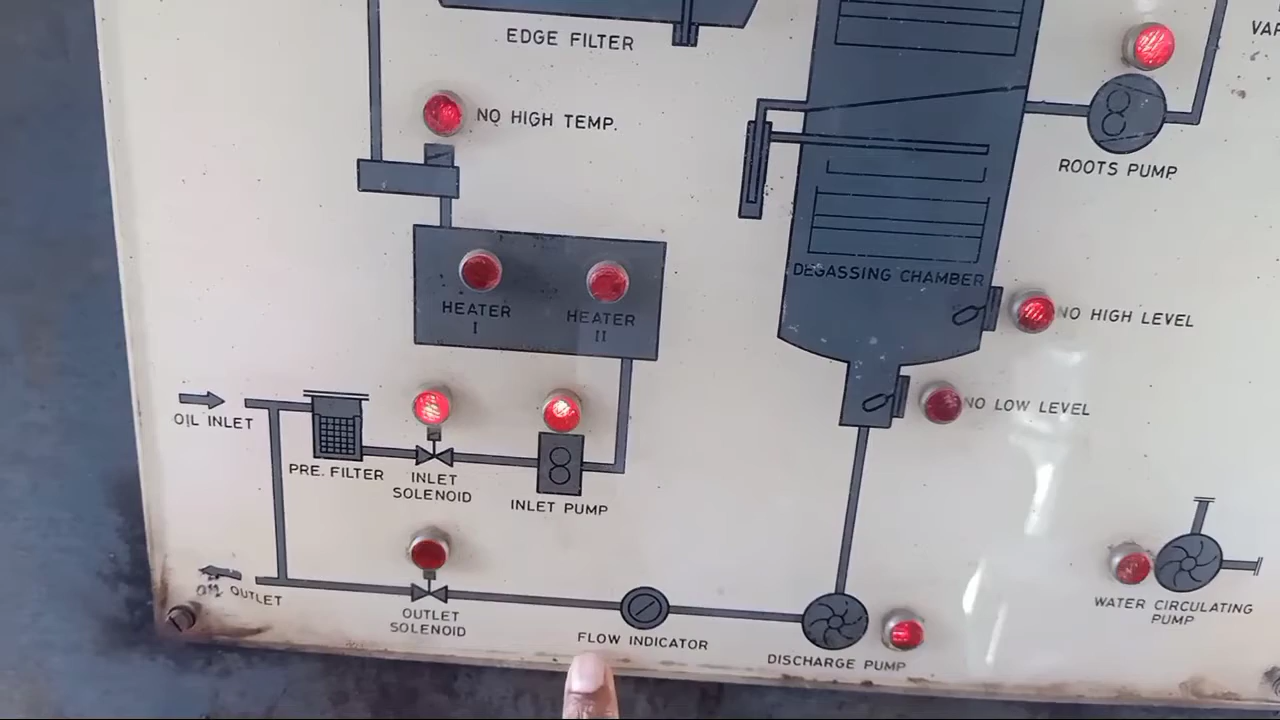 EDGE FILTER
NO HIGH TEMP.
ROOTS PUMP
DEGASSING CHAMBER
HEATER
I
HEATER
II
NO HIGH LEVEL
NO LOW LEVEL
OIL INLET
PRE. FILTER
INLET
SOLENOID
INLET PUMP
OUTLET
OUTLET
SOLENOID
FLOW INDICATOR
DISCHARGE PUMP
WATER CIRCULATING
PUMP